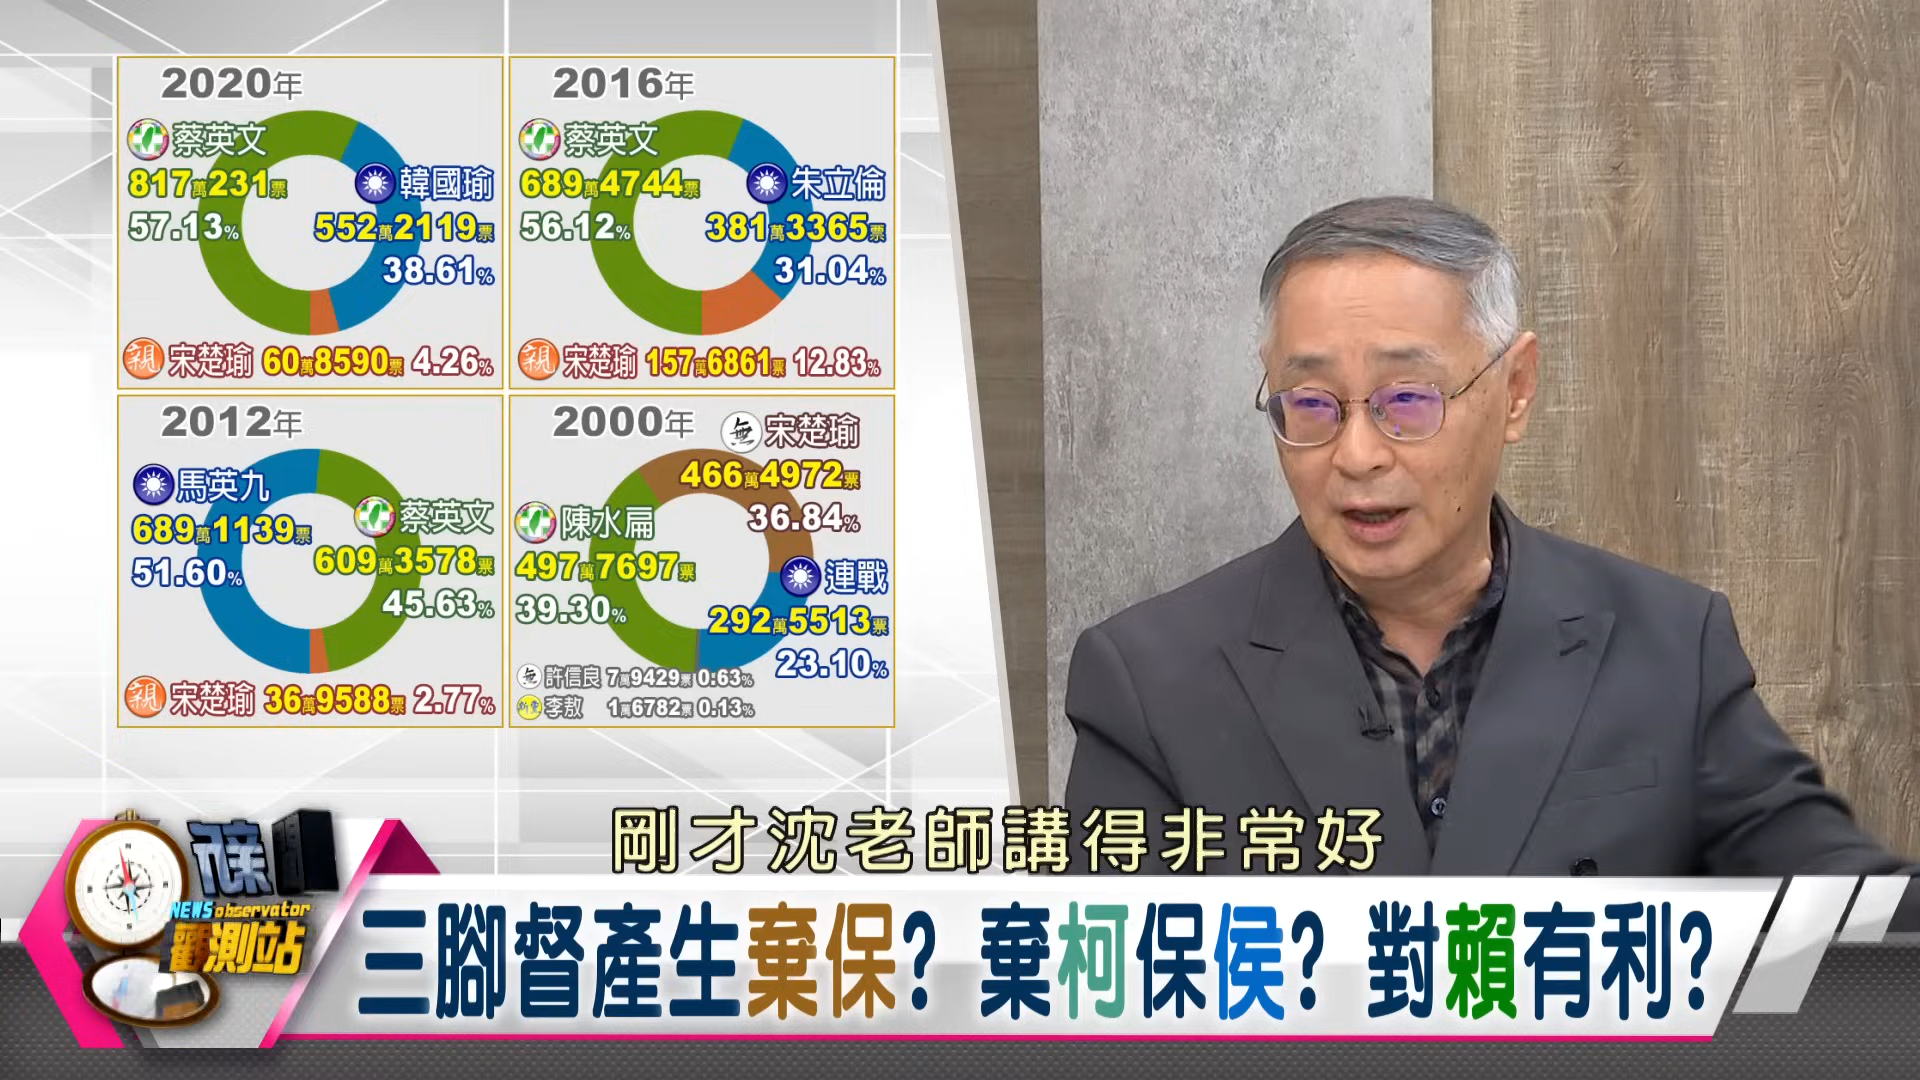 2020年
蔡英文
817萬231票
57.13%
韓國瑜
552萬2119票
38.61%
親 宋楚瑜 60萬8590票 4.26%
2016年
蔡英文
689萬4744票
56.12%
朱立倫
381萬3365票
31.04%
親 宋楚瑜 157萬6861票 12.83%
2012年
馬英九
689萬1139票
51.60%
蔡英文
609萬3578票
45.63%
親 宋楚瑜 36萬9588票 2.77%
2000年
無 宋楚瑜
466萬4972票
36.84%
陳水扁
497萬7697票
39.30%
連戰
292萬5513票
23.10%
無 許信良 7萬9429票 0.63%
新黨 李敖 1萬6782票 0.13%
剛才沈老師講得非常好
NEWS observator
觀測站
三腳督產生棄保? 棄柯保侯? 對賴有利?